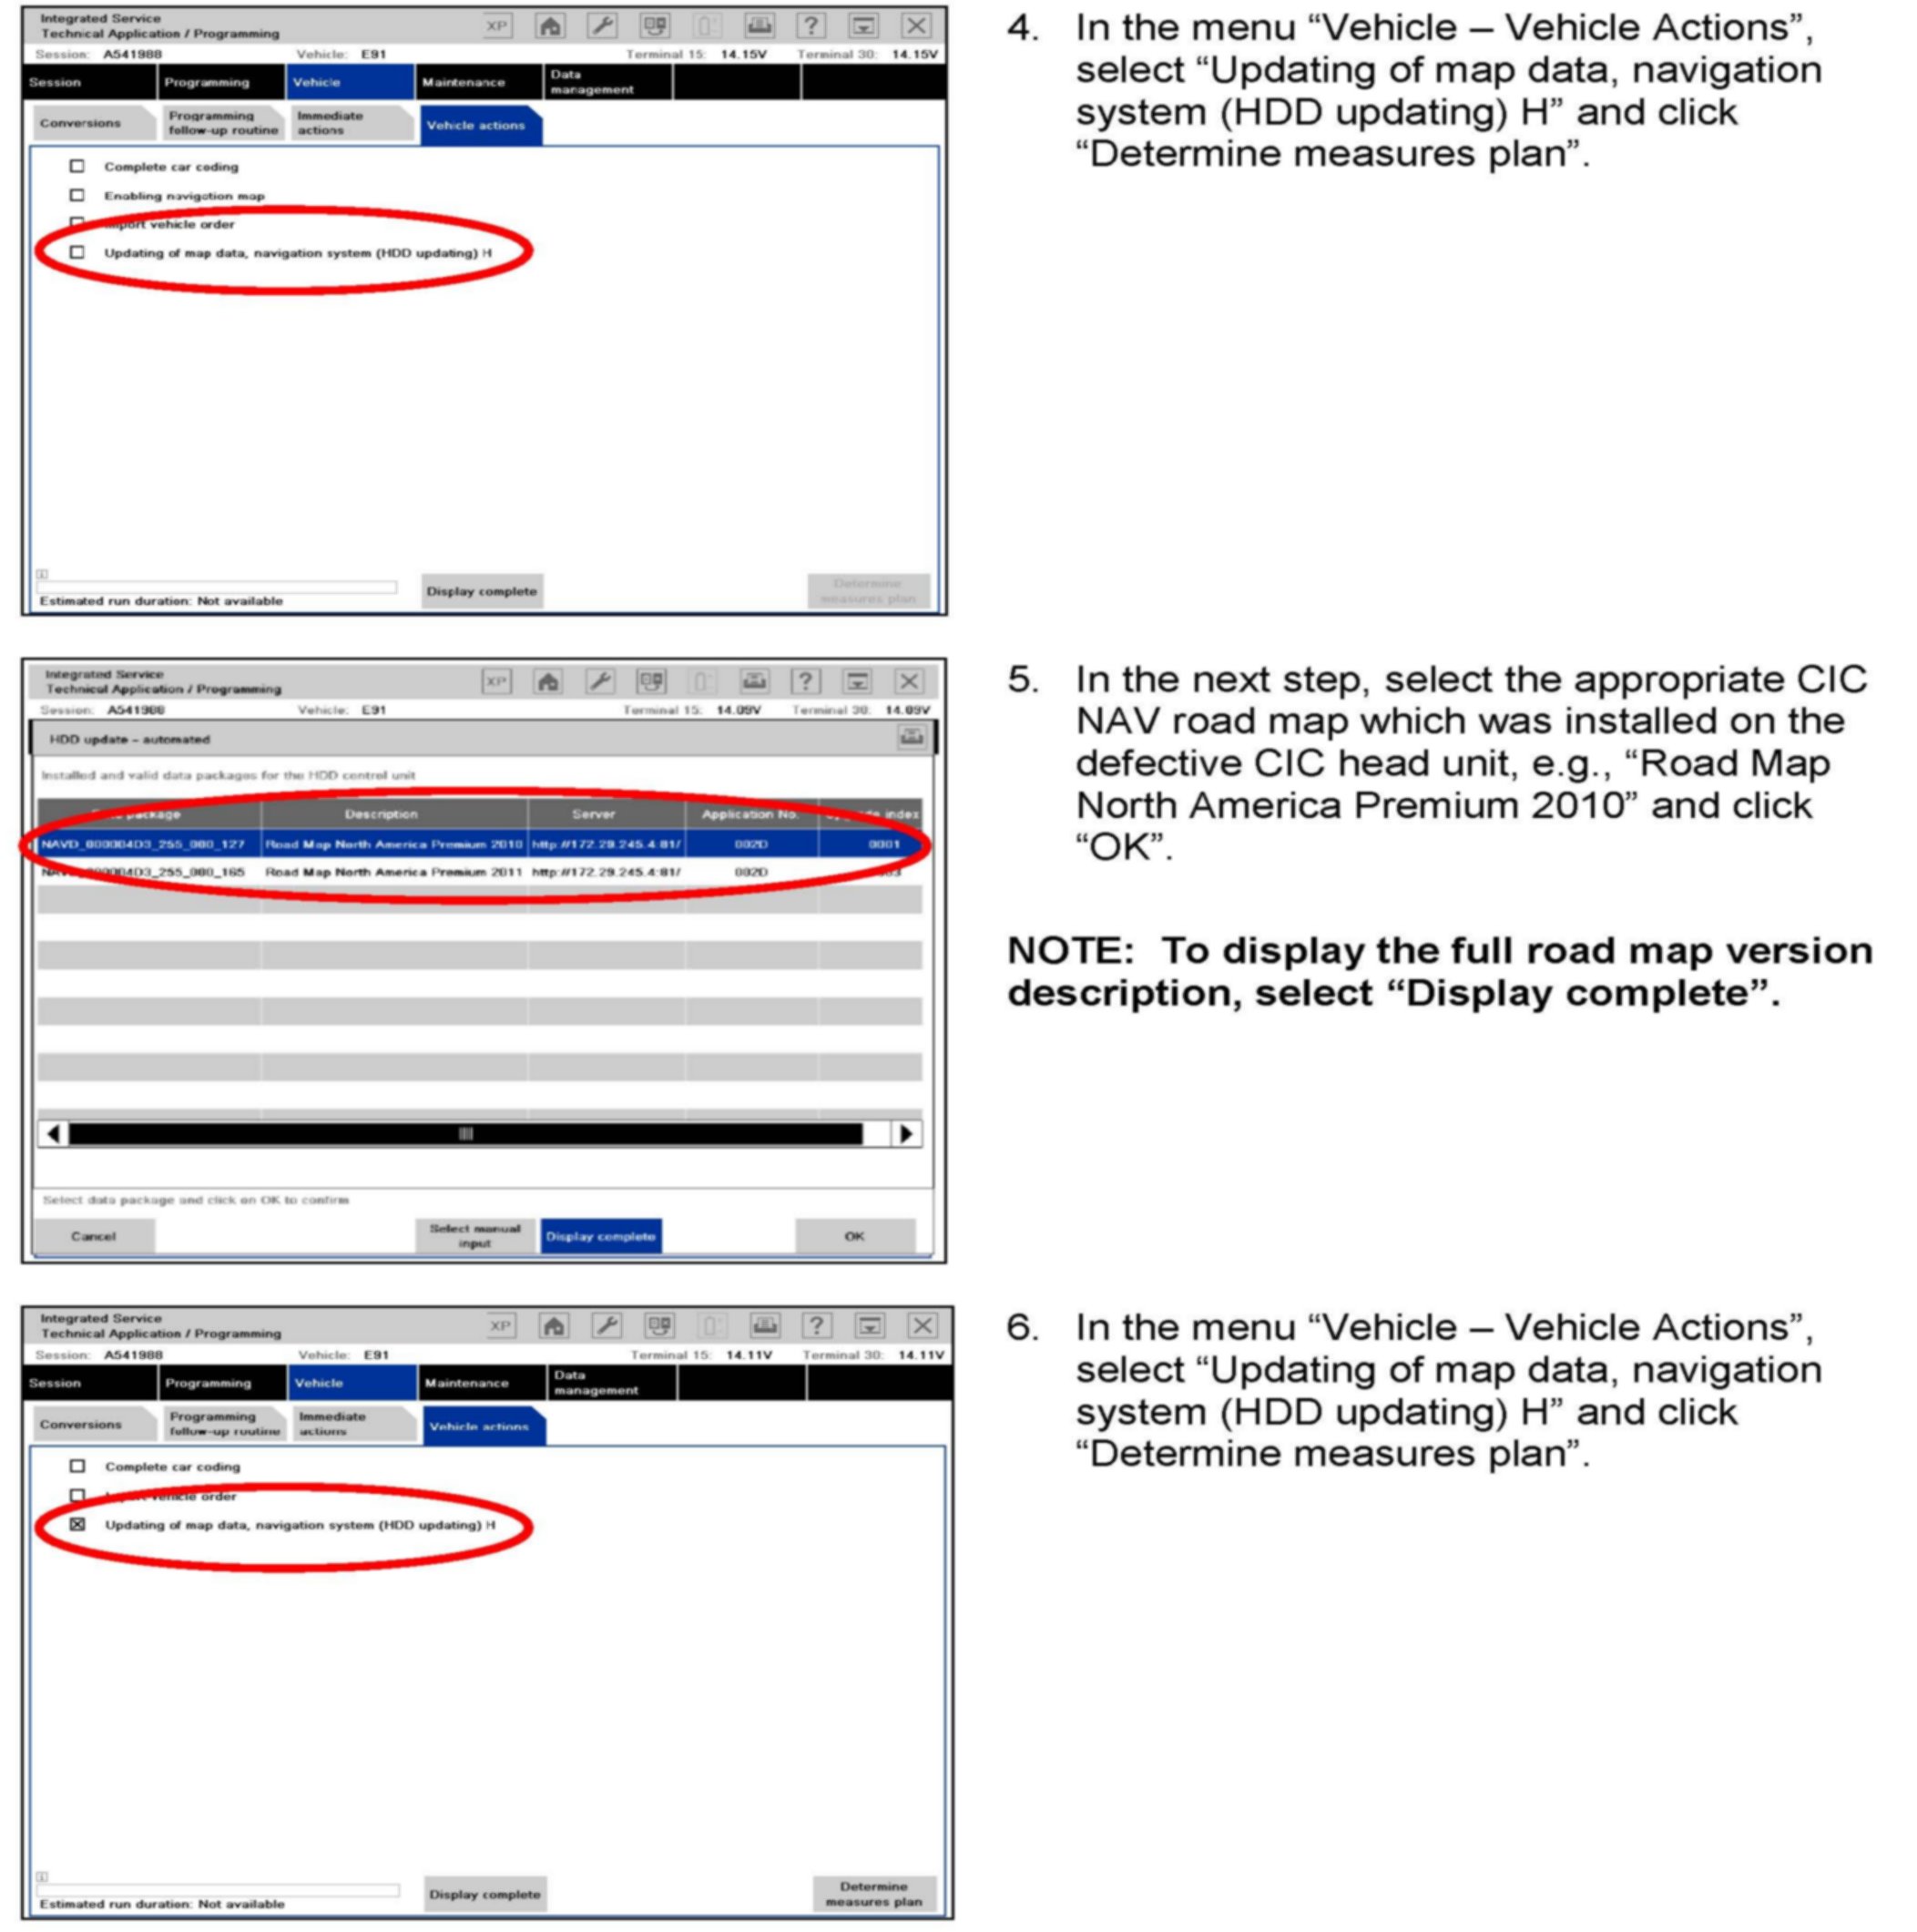 Integrated Service
Technical Application / Programming
XP
?
Session: A541988 Vehicle: E91 Terminal 15: 14.15V Terminal 30: 14.15V
Session Programming Vehicle Maintenance Data management
Conversions Programming follow-up routine Immediate actions Vehicle actions
Complete car coding
Enabling navigation map
Import vehicle order
Updating of map data, navigation system (HDD updating) H
Estimated run duration: Not available
Display complete
Determine measures plan
4. In the menu “Vehicle – Vehicle Actions”,
select “Updating of map data, navigation
system (HDD updating) H” and click
“Determine measures plan”.
Integrated Service
Technical Application / Programming
XP
?
Session: A541988 Vehicle: E91 Terminal 15: 14.09V Terminal 30: 14.09V
HDD update – automated
Installed and valid data packages for the HDD control unit
package Description Server Application No. index
NAVD_000004D3_255_000_127 Road Map North America Premium 2010 http://172.29.245.4:81/ 002D 0001
_255_000_165 Road Map North America Premium 2011 http://172.29.245.4:81/ 002D
Select data package and click on OK to confirm
Cancel
Select manual input
Display complete
OK
5. In the next step, select the appropriate CIC
NAV road map which was installed on the
defective CIC head unit, e.g., “Road Map
North America Premium 2010” and click
“OK”.
NOTE: To display the full road map version
description, select “Display complete”.
Integrated Service
Technical Application / Programming
XP
?
Session: A541988 Vehicle: E91 Terminal 15: 14.11V Terminal 30: 14.11V
Session Programming Vehicle Maintenance Data management
Conversions Programming follow-up routine Immediate actions Vehicle actions
Complete car coding
vehicle order
Updating of map data, navigation system (HDD updating) H
Estimated run duration: Not available
Display complete
Determine measures plan
6. In the menu “Vehicle – Vehicle Actions”,
select “Updating of map data, navigation
system (HDD updating) H” and click
“Determine measures plan”.